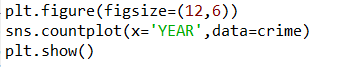 plt.figure(figsize=(12,6))
sns.countplot(x='YEAR',data=crime)
plt.show()